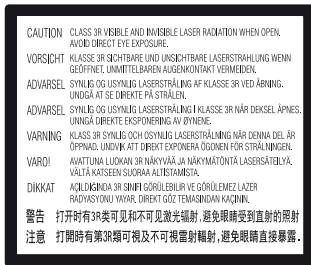 CAUTION CLASS 3R VISIBLE AND INVISIBLE LASER RADIATION WHEN OPEN.
AVOID DIRECT EYE EXPOSURE.
VORSICHT KLASSE 3R SICHTBARE UND UNSICHTBARE LASERSTRAHLUNG WENN
GEÖFFNET. UNMITTELBAREN AUGENKONTAKT VERMEIDEN.
ADVARSEL SYNLIG OG USYNLIG LASERSTRÅLING AF KLASSE 3R VED ÅBNING.
UNDGÅ AT SE DIREKTE PÅ STRÅLEN.
ADVARSEL SYNLIG OG USYNLIG LASERSTRÅLING I KLASSE 3R NÅR DEKSEL ÅPNES.
UNNGÅ DIREKTE EKSPONERING AV ØYNENE.
VARNING KLASS 3R SYNLIG OCH OSYNLIG LASERSTRÅLNING NÄR DENNA DEL ÄR
ÖPPNAD. UNDVIK ATT DIREKT EXPONERA ÖGONEN FÖR STRÅLNINGEN.
VARO! AVATTUNA LUOKAN 3R NÄKYVÄÄ JA NÄKYMÄTÖNTÄ LASERSÄTEILYÄ.
VÄLTÄ KATSEEN SUORAA ALTISTAMISTA.
DİKKAT AÇILDIĞINDA 3R SINIFI GÖRÜLEBİLİR VE GÖRÜLEMEZ LAZER
RADYASYONU YAYAR. DİREKT GÖZ TEMASINDAN KAÇININ.
警告 打开时有3R类可见和不可见激光辐射,避免眼睛受到直射的照射
注意 打開時有第3R類可視及不可視雷射輻射,避免眼睛直接暴露.